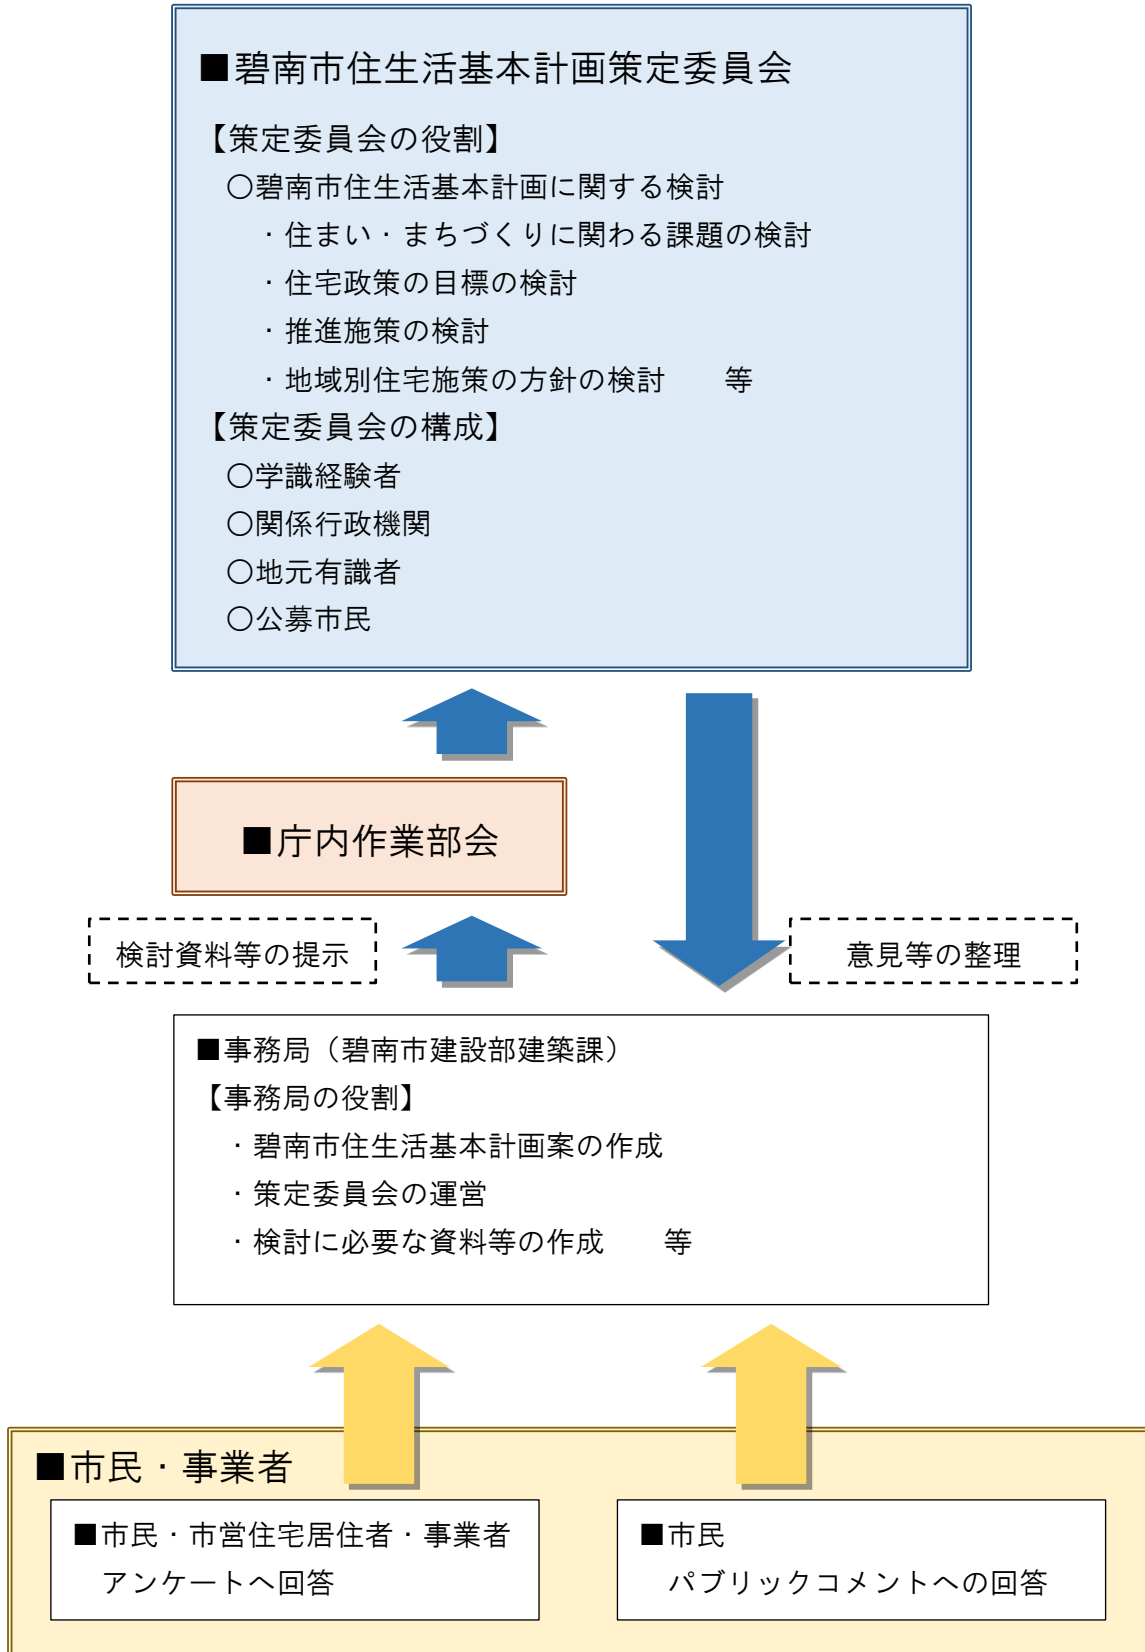 ■碧南市住生活基本計画策定委員会
【策定委員会の役割】
○碧南市住生活基本計画に関する検討
・住まい・まちづくりに関わる課題の検討
・住宅政策の目標の検討
・推進施策の検討
・地域別住宅施策の方針の検討　　等
【策定委員会の構成】
○学識経験者
○関係行政機関
○地元有識者
○公募市民
■庁内作業部会
検討資料等の提示
意見等の整理
■事務局（碧南市建設部建築課）
【事務局の役割】
・碧南市住生活基本計画案の作成
・策定委員会の運営
・検討に必要な資料等の作成　　等
■市民・事業者
■市民・市営住宅居住者・事業者
アンケートへ回答
■市民
パブリックコメントへの回答